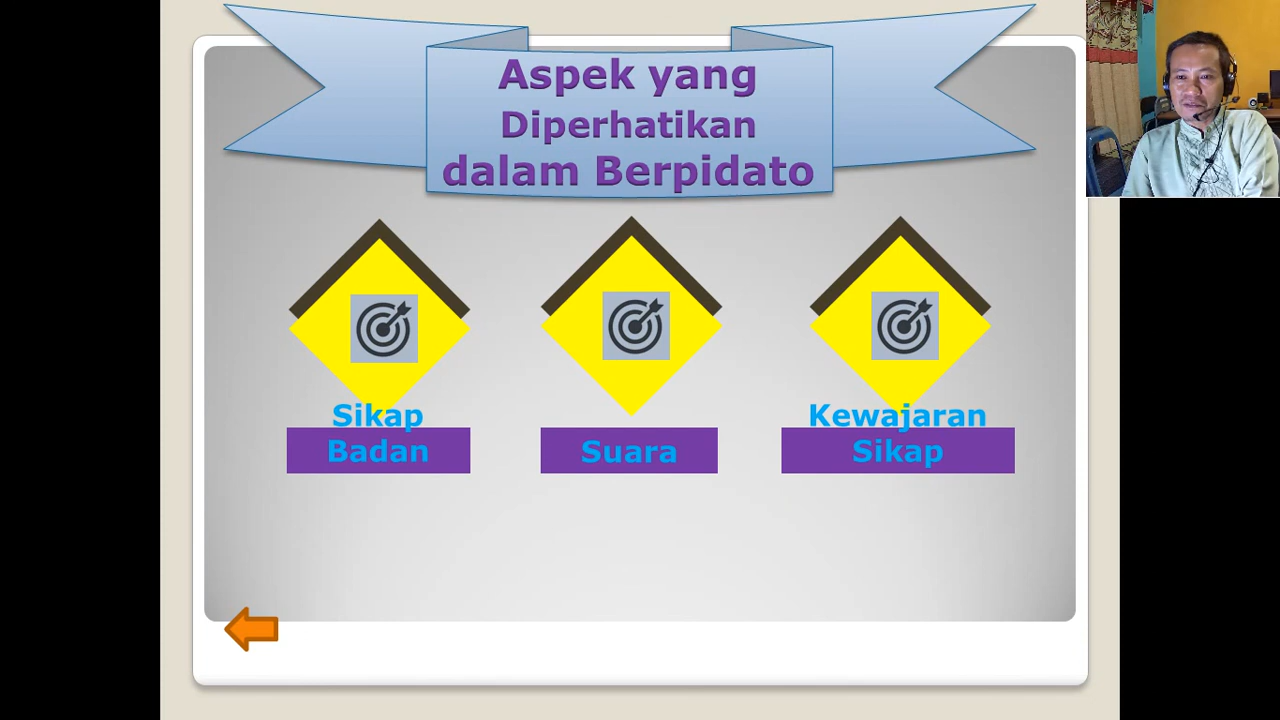 Aspek yang
Diperhatikan
dalam Berpidato
Sikap
Badan
Suara
Kewajaran
Sikap